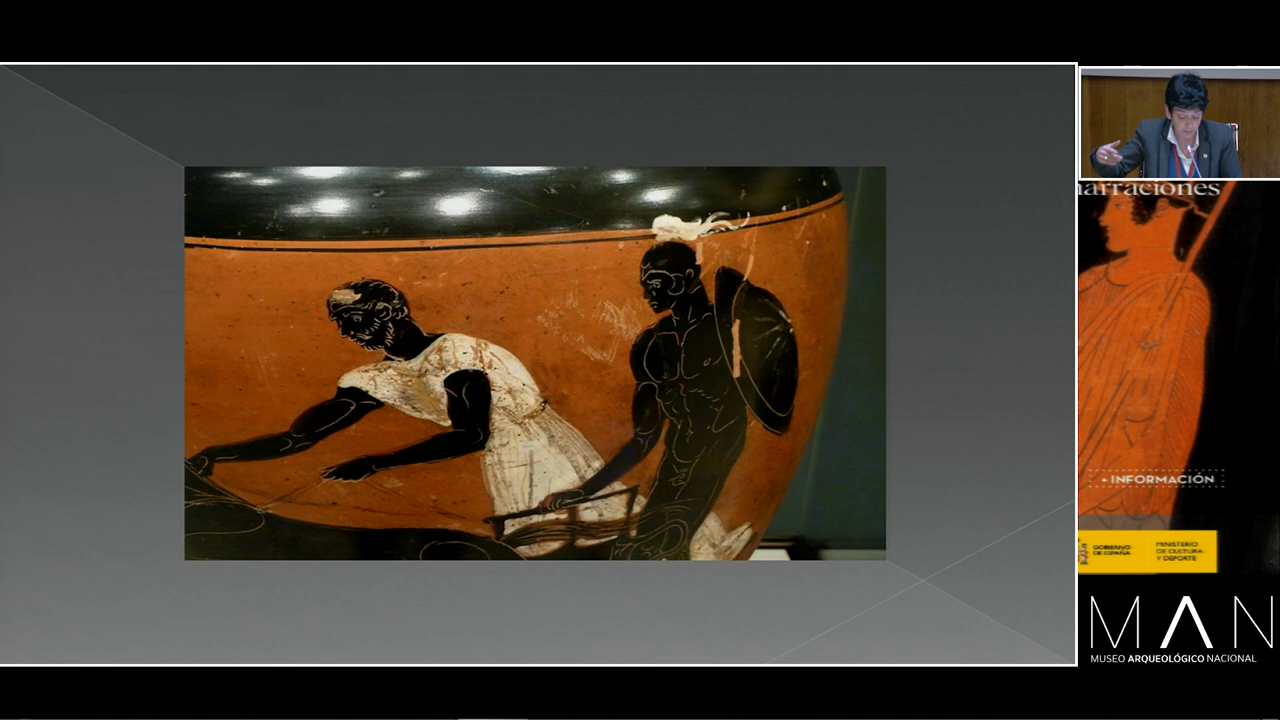 narraciones
+ INFORMACIÓN
GOBIERNO
DE ESPAÑA
MINISTERIO
DE CULTURA
Y DEPORTE
MAN
MUSEO ARQUEOLÓGICO NACIONAL